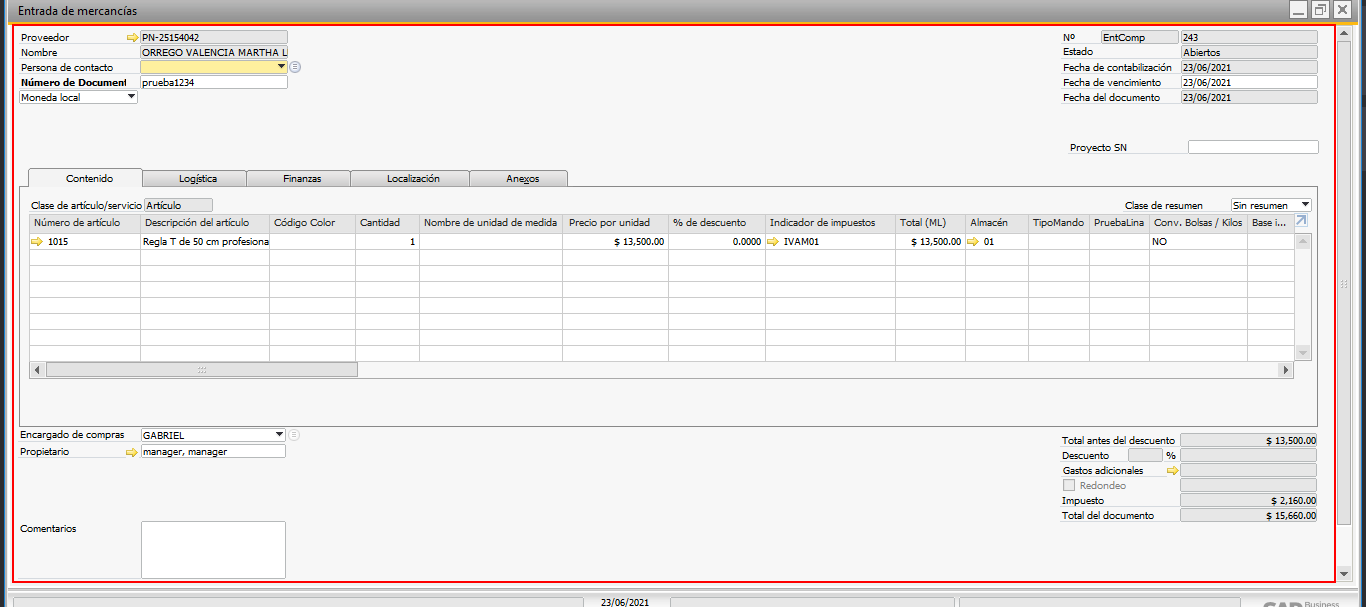 Entrada de mercancías
Proveedor PN-25154042
Nombre ORREGO VALENCIA MARTHA L
Persona de contacto
Número de Document prueba1234
Moneda local
Nº EntComp 243
Estado Abiertos
Fecha de contabilización 23/06/2021
Fecha de vencimiento 23/06/2021
Fecha del documento 23/06/2021
Proyecto SN
Contenido Logística Finanzas Localización Anexos
Clase de artículo/servicio Artículo Clase de resumen Sin resumen
Número de artículo Descripción del artículo Código Color Cantidad Nombre de unidad de medida Precio por unidad % de descuento Indicador de impuestos Total (ML) Almacén TipoMando PruebaLina Conv. Bolsas / Kilos Base i...
1015 Regla T de 50 cm profesiona 1 $ 13,500.00 0.0000 IVAM01 $ 13,500.00 01 NO
Encargado de compras GABRIEL
Propietario manager, manager
Comentarios
Total antes del descuento $ 13,500.00
Descuento %
Gastos adicionales
Redondeo
Impuesto $ 2,160.00
Total del documento $ 15,660.00
23/06/2021
SAP Business